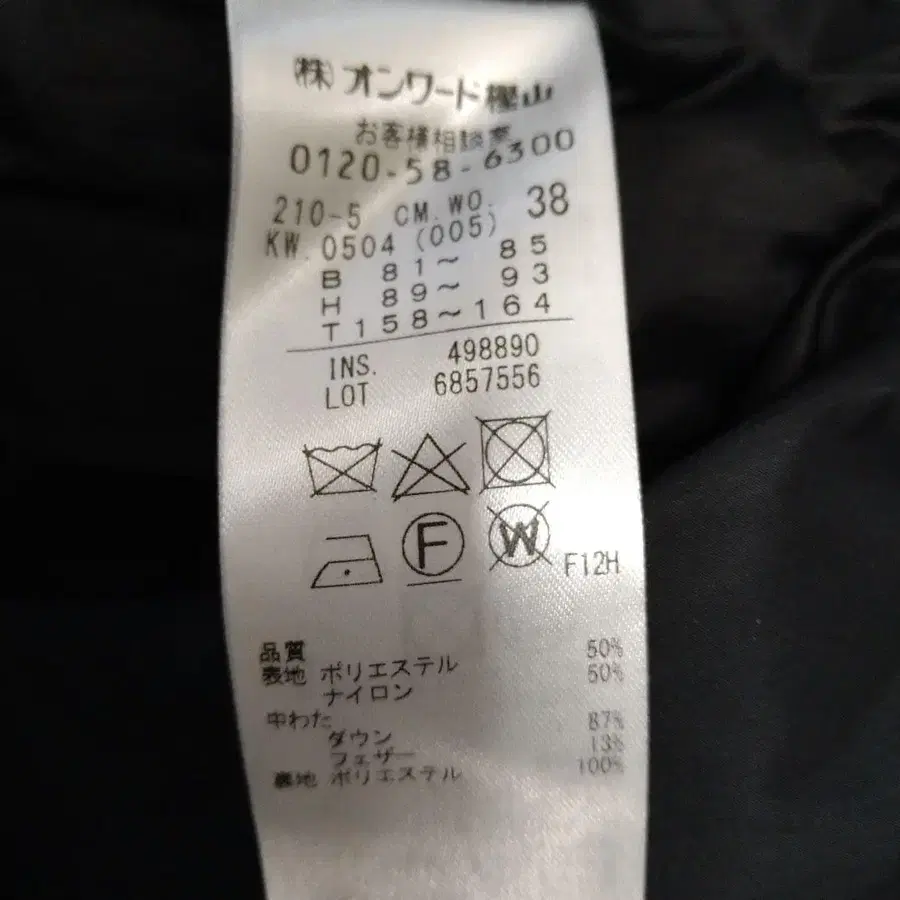 ㈱オンワード樫山
お客様相談室
0120-58-6300
210-5 CM.WO. 38
KW.0504 (005)
B 81～ 85
H 89～ 93
T158～164
INS. 498890
LOT 6857556
F
W
F12H
品質
表地 ポリエステル 50%
ナイロン 50%
中わた
ダウン 87%
フェザー 13%
裏地 ポリエステル 100%